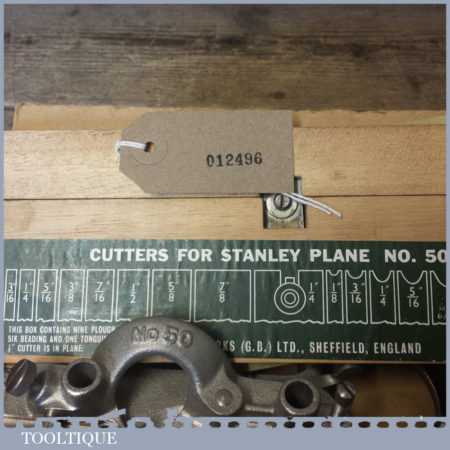 012496
CUTTERS FOR STANLEY PLANE NO. 50
3/16 1/4 5/16 3/8 7/16 1/2 5/8 7/8 1/4 1/8 3/16 1/4 5/16
THIS BOX CONTAINS NINE PLOUGH
SIX BEADING AND ONE
KS (G.B.) LTD., SHEFFIELD, ENGLAND
¼" CUTTER IS IN PLANE.
No 50
TOOLTIQUE